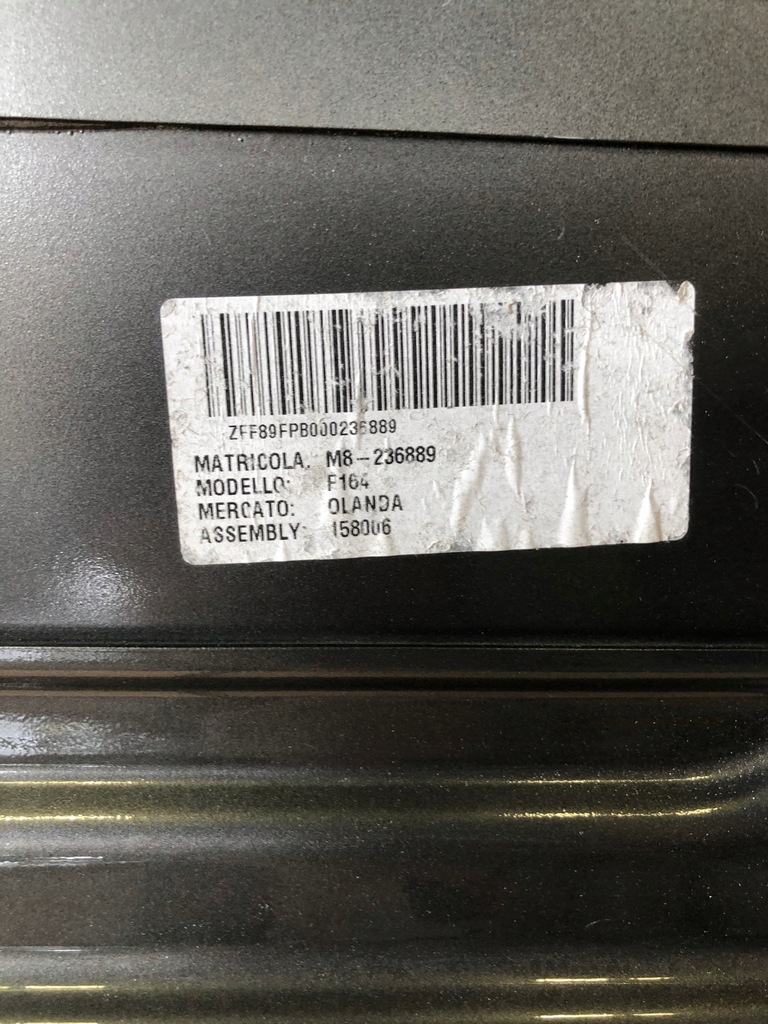 ZFF89FPB000236889
MATRICOLA: M8-236889
MODELLO: F164
MERCATO: OLANDA
ASSEMBLY: 158006